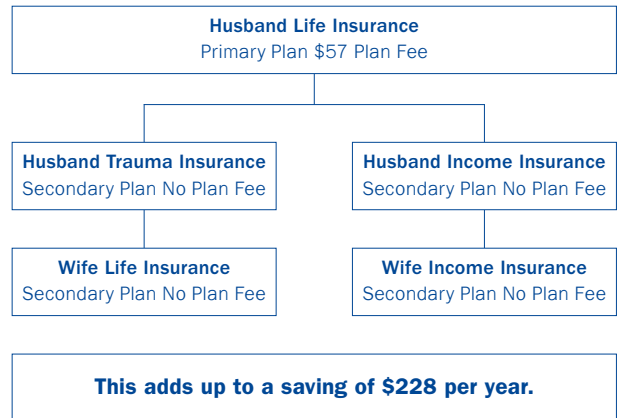 Husband Life Insurance
Primary Plan $57 Plan Fee
Husband Trauma Insurance
Secondary Plan No Plan Fee
Husband Income Insurance
Secondary Plan No Plan Fee
Wife Life Insurance
Secondary Plan No Plan Fee
Wife Income Insurance
Secondary Plan No Plan Fee
This adds up to a saving of $228 per year.